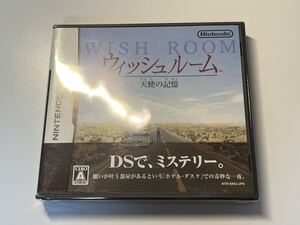 Nintendo
WISH ROOM
ウィッシュルーム
天使の記憶
NINTENDO
CERO
A
DSで、ミステリー。
願いが叶う部屋があるという「ホテル・ダスク」での奇妙な一夜。